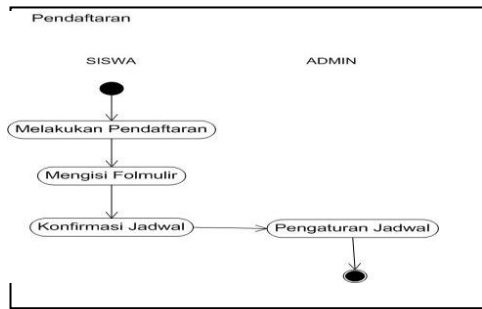 Pendaftaran
SISWA
ADMIN
Melakukan Pendaftaran
Mengisi Folmulir
Konfirmasi Jadwal
Pengaturan Jadwal